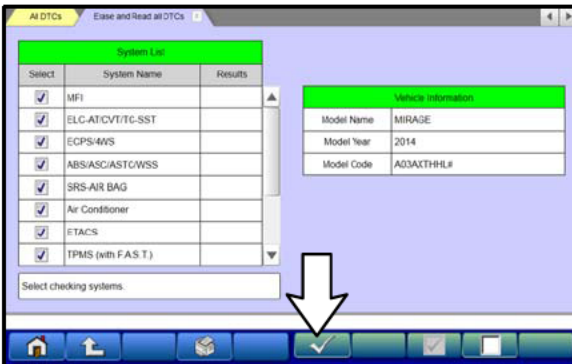 All DTCs
Erase and Read all DTCs
System List
Select System Name Results
MFI
ELC-AT/CVT/TC-SST
ECPS/4WS
ABS/ASC/ASTC/WSS
SRS-AIR BAG
Air Conditioner
ETACS
TPMS (with F.A.S.T.)
Select checking systems.
Vehicle Information
Model Name MIRAGE
Model Year 2014
Model Code A03AXTHHL#